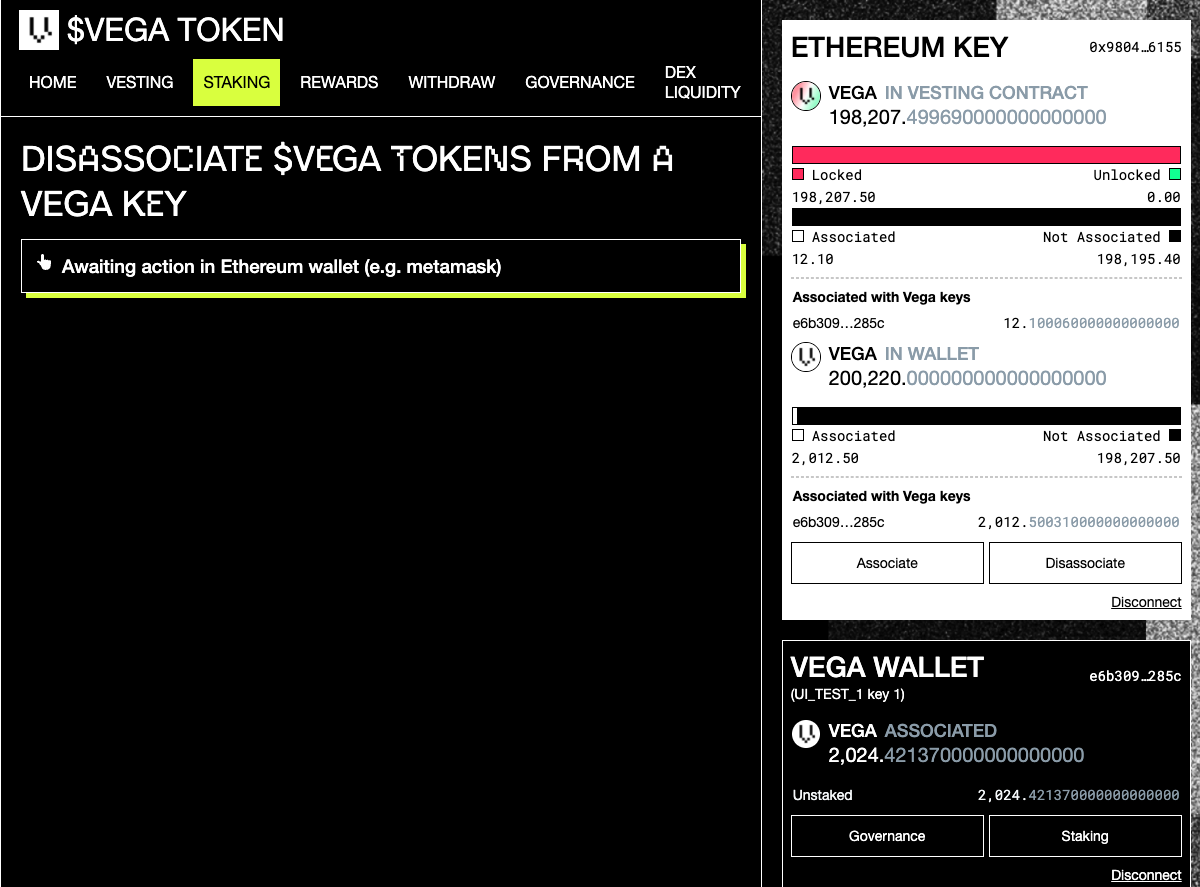 $VEGA TOKEN
HOME VESTING STAKING REWARDS WITHDRAW GOVERNANCE DEX LIQUIDITY
DISASSOCIATE $VEGA TOKENS FROM A
VEGA KEY
Awaiting action in Ethereum wallet (e.g. metamask)
ETHEREUM KEY 0x9804…6155
VEGA IN VESTING CONTRACT
198,207.499690000000000000
Locked Unlocked
198,207.50 0.00
Associated Not Associated
12.10 198,195.40
Associated with Vega keys
e6b309…285c 12.100060000000000000
VEGA IN WALLET
200,220.000000000000000000
Associated Not Associated
2,012.50 198,207.50
Associated with Vega keys
e6b309…285c 2,012.500310000000000000
Associate Disassociate
Disconnect
VEGA WALLET e6b309…285c
(UI_TEST_1 key 1)
VEGA ASSOCIATED
2,024.421370000000000000
Unstaked 2,024.421370000000000000
Governance Staking
Disconnect